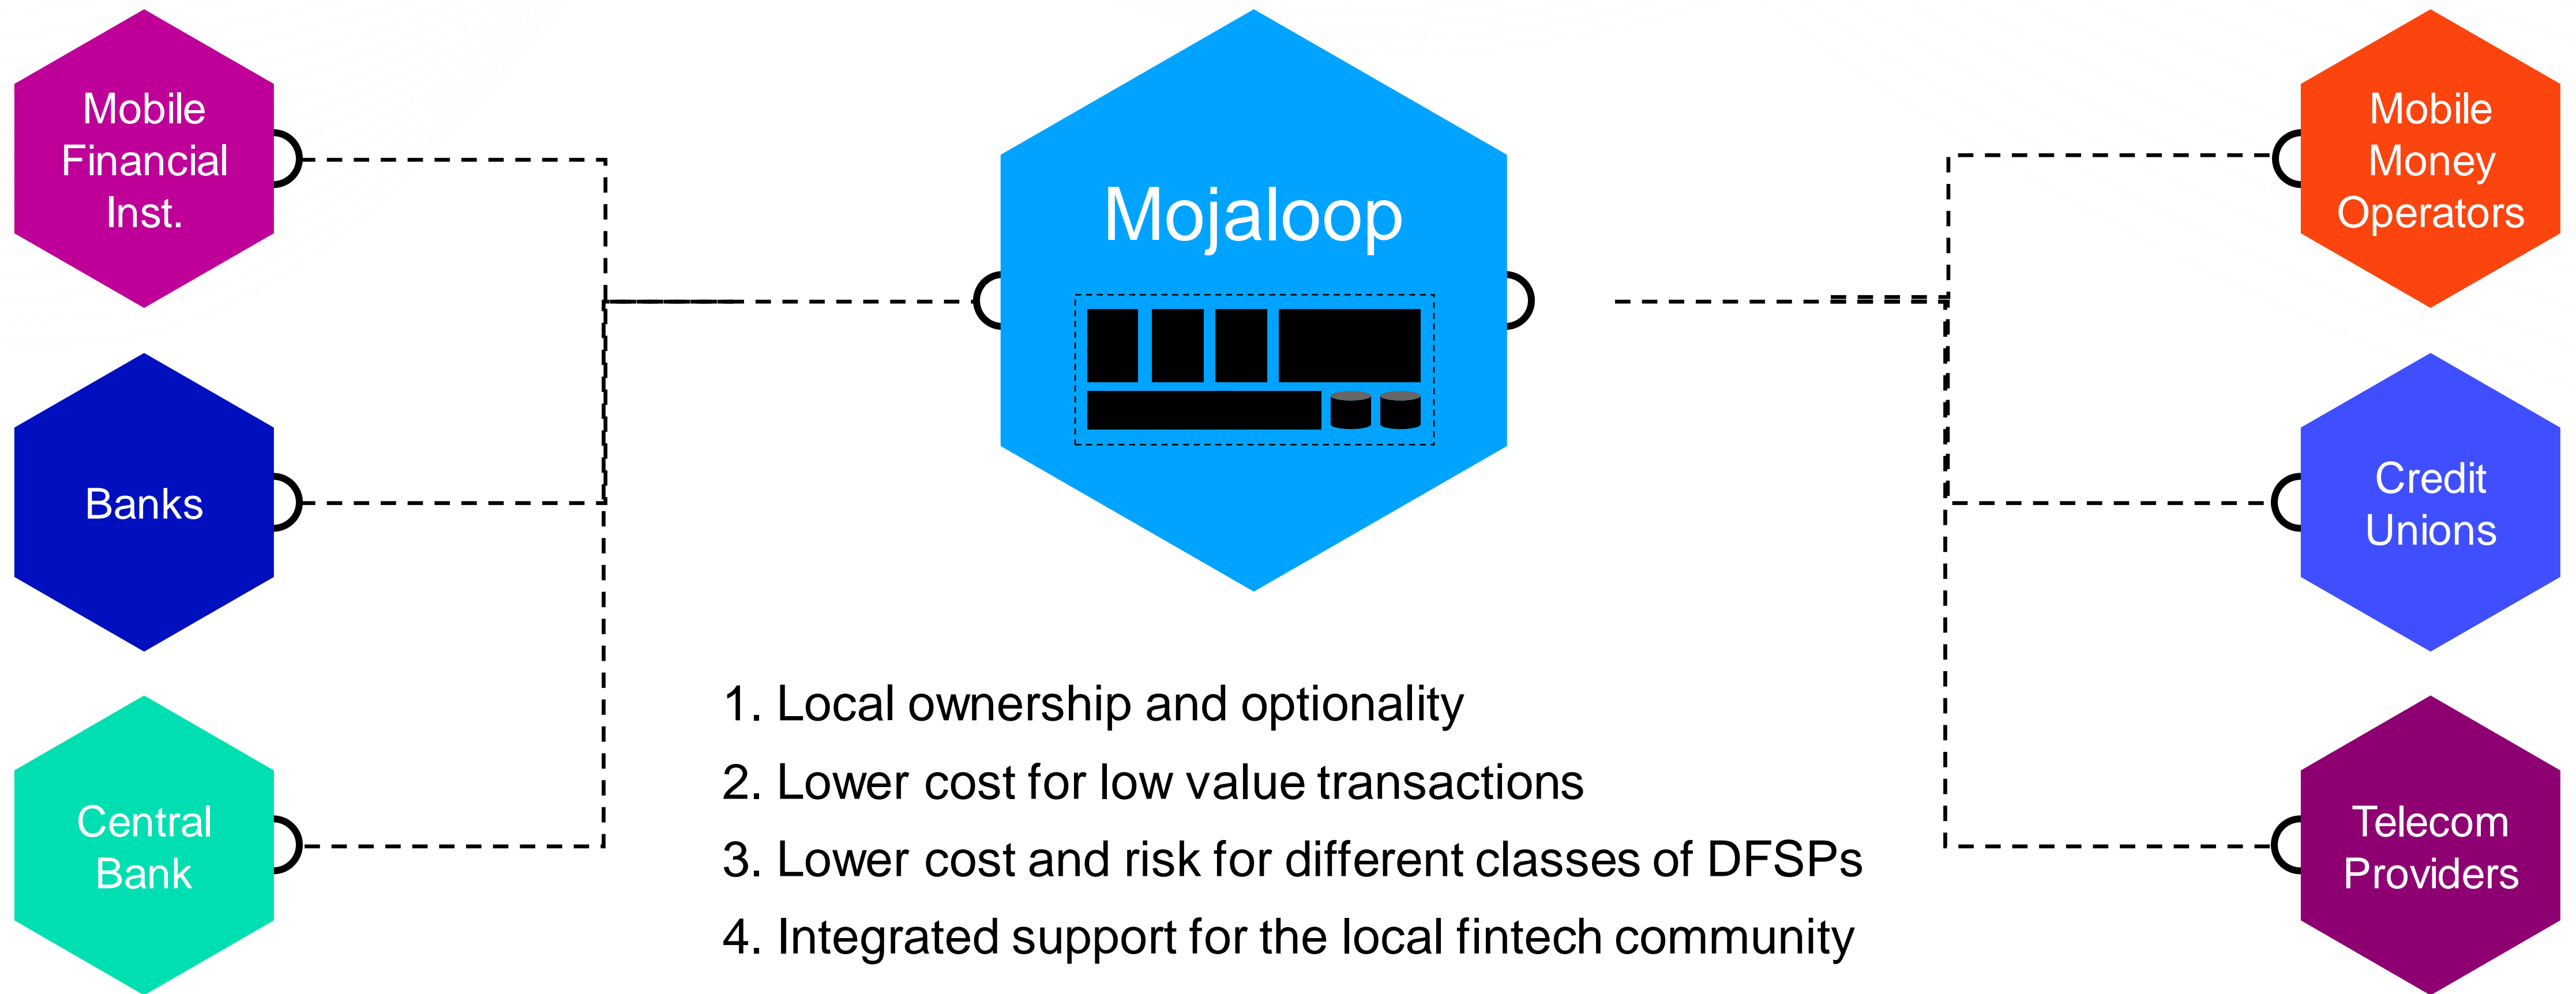 Mobile
Financial
Inst.
Banks
Central
Bank
Mojaloop
1. Local ownership and optionality
2. Lower cost for low value transactions
3. Lower cost and risk for different classes of DFSPs
4. Integrated support for the local fintech community
Mobile
Money
Operators
Credit
Unions
Telecom
Providers